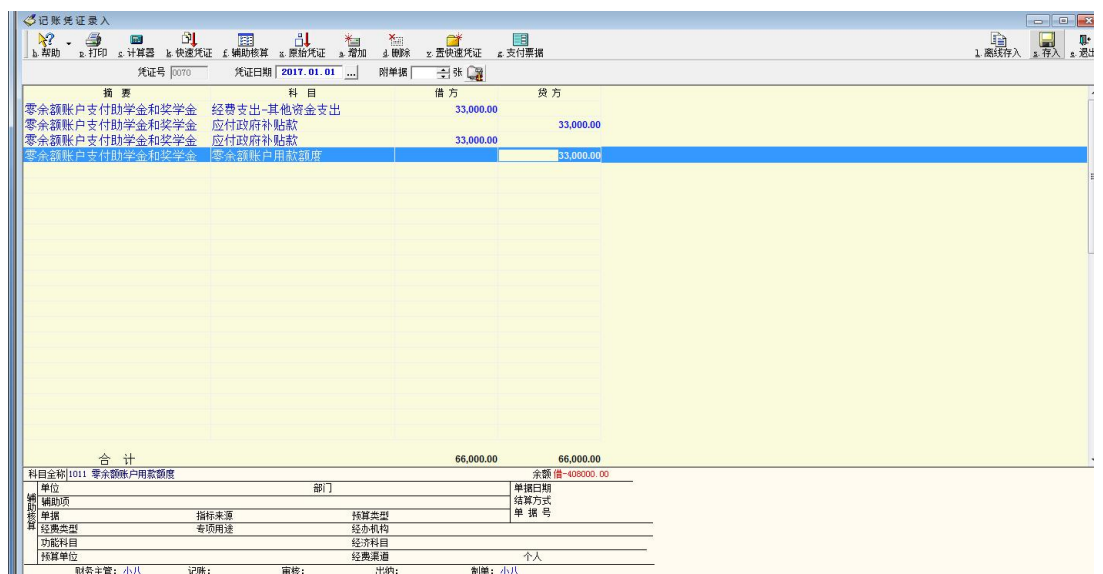 记账凭证录入
h.帮助 p.打印 c.计算器 k.快速凭证 f.辅助核算 x.原始凭证 a.增加 d.删除 y.置快速凭证 g.支付票据 l.离线存入 s.存入 x.退出
凭证号 0070 凭证日期 2017.01.01 ... 附单据 张
摘 要 科 目 借 方 贷 方
零余额账户支付助学金和奖学金 经费支出-其他资金支出 33,000.00
零余额账户支付助学金和奖学金 应付政府补贴款 33,000.00
零余额账户支付助学金和奖学金 应付政府补贴款 33,000.00
零余额账户支付助学金和奖学金 零余额账户用款额度 33,000.00
合 计 66,000.00 66,000.00
科目全称 1011 零余额账户用款额度 余额 借-408000.00
辅助核算
单位 部门 单据日期
辅助项 结算方式
单据 指标来源 预算类型 单 据 号
经费类型 专项用途 经办机构
功能科目 经济科目
预算单位 经费渠道 个人
财务主管: 小八 记账: 审核: 出纳: 制单: 小八